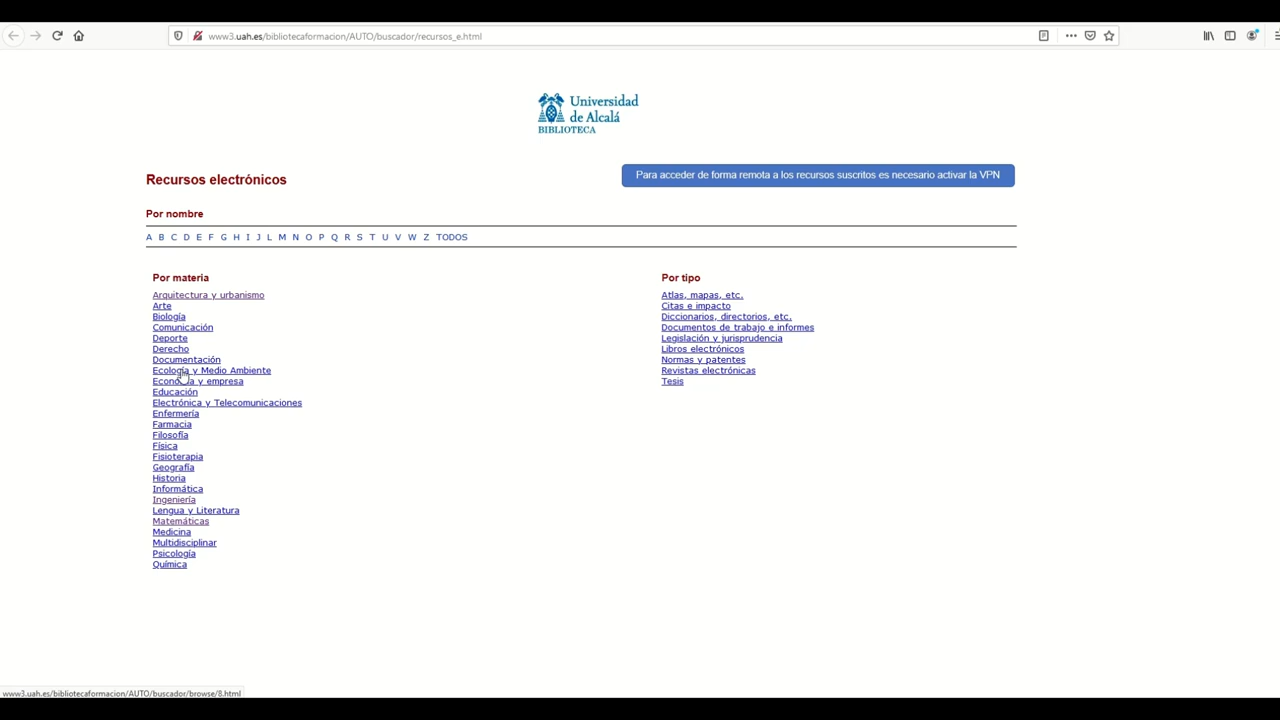 www3.uah.es/bibliotecaformacion/AUTO/buscador/recursos_e.html
Universidad
de Alcalá
BIBLIOTECA
Recursos electrónicos
Para acceder de forma remota a los recursos suscritos es necesario activar la VPN
Por nombre
A B C D E F G H I J L M N O P Q R S T U V W Z TODOS
Por materia
Arquitectura y urbanismo
Arte
Biología
Comunicación
Deporte
Derecho
Documentación
Ecología y Medio Ambiente
Economía y empresa
Educación
Electrónica y Telecomunicaciones
Enfermería
Farmacia
Filosofía
Física
Fisioterapia
Geografía
Historia
Informática
Ingeniería
Lengua y Literatura
Matemáticas
Medicina
Multidisciplinar
Psicología
Química
Por tipo
Atlas, mapas, etc.
Citas e impacto
Diccionarios, directorios, etc.
Documentos de trabajo e informes
Legislación y jurisprudencia
Libros electrónicos
Normas y patentes
Revistas electrónicas
Tesis
www3.uah.es/bibliotecaformacion/AUTO/buscador/browse/8.html